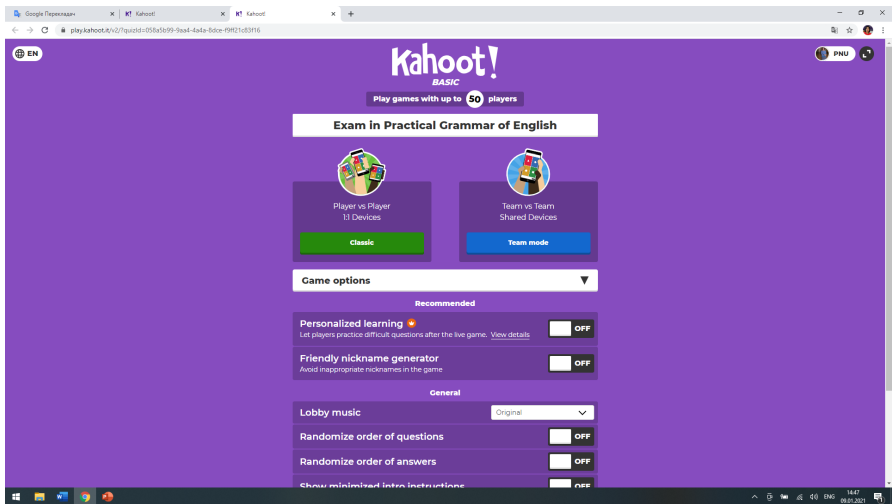 Google Перекладач
Kahoot!
Kahoot!
play.kahoot.it/v2/?quizId=058a5b99-9aa4-4a4a-8dce-f9ff21c83f16
EN
Kahoot!
BASIC
PNU
Play games with up to 50 players
Exam in Practical Grammar of English
Player vs Player
1:1 Devices
Classic
Team vs Team
Shared Devices
Team mode
Game options
Recommended
Personalized learning
Let players practice difficult questions after the live game. View details
OFF
Friendly nickname generator
Avoid inappropriate nicknames in the game
OFF
General
Lobby music
Original
Randomize order of questions
OFF
Randomize order of answers
OFF
Show minimized intro instructions
OFF
ENG
14:47
09.01.2021